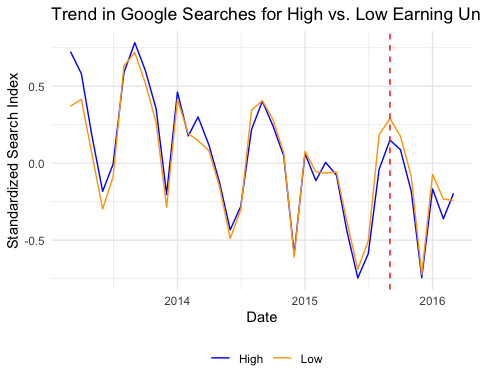 Trend in Google Searches for High vs. Low Earning Un
Standardized Search Index
0.5
0.0
-0.5
2014
2015
2016
Date
High
Low